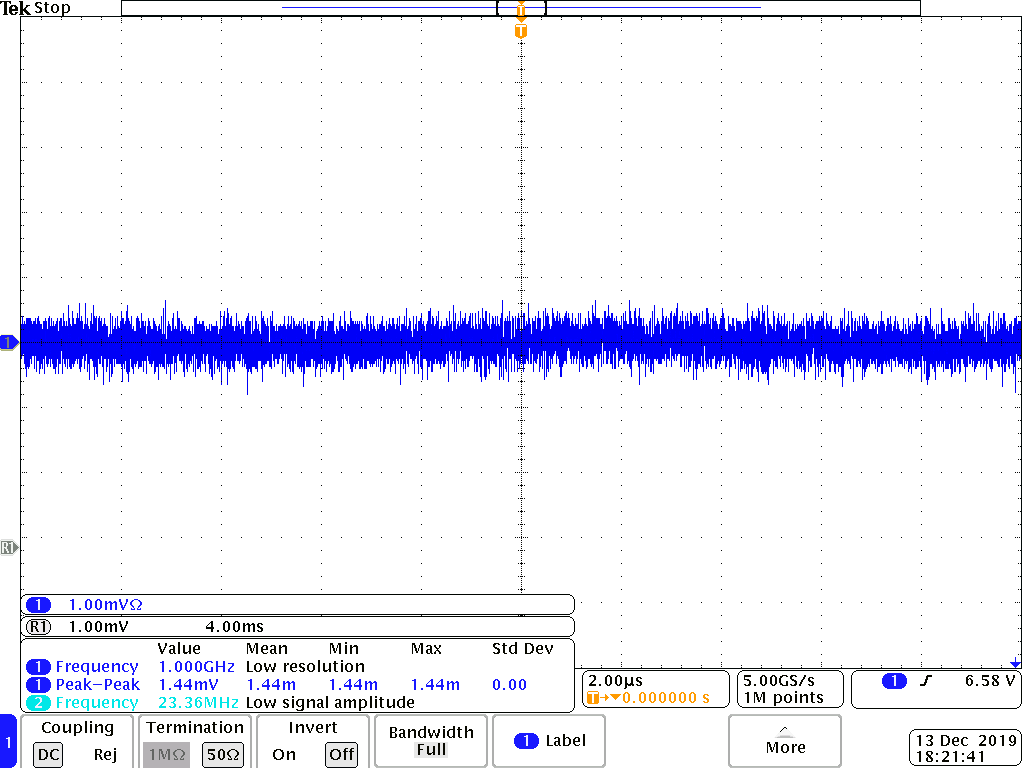 Tek Stop
T
T
1
R1
1 1.00mVΩ
R1 1.00mV 4.00ms
Value Mean Min Max Std Dev
1 Frequency 1.000GHz Low resolution
1 Peak−Peak 1.44mV 1.44m 1.44m 1.44m 0.00
2 Frequency 23.36MHz Low signal amplitude
2.00µs
T→▼0.000000 s
5.00GS/s
1M points
1 ƒ 6.58 V
1
Coupling
DC Rej
Termination
1MΩ 50Ω
Invert
On Off
Bandwidth
Full
1 Label
More
13 Dec 2019
18:21:41